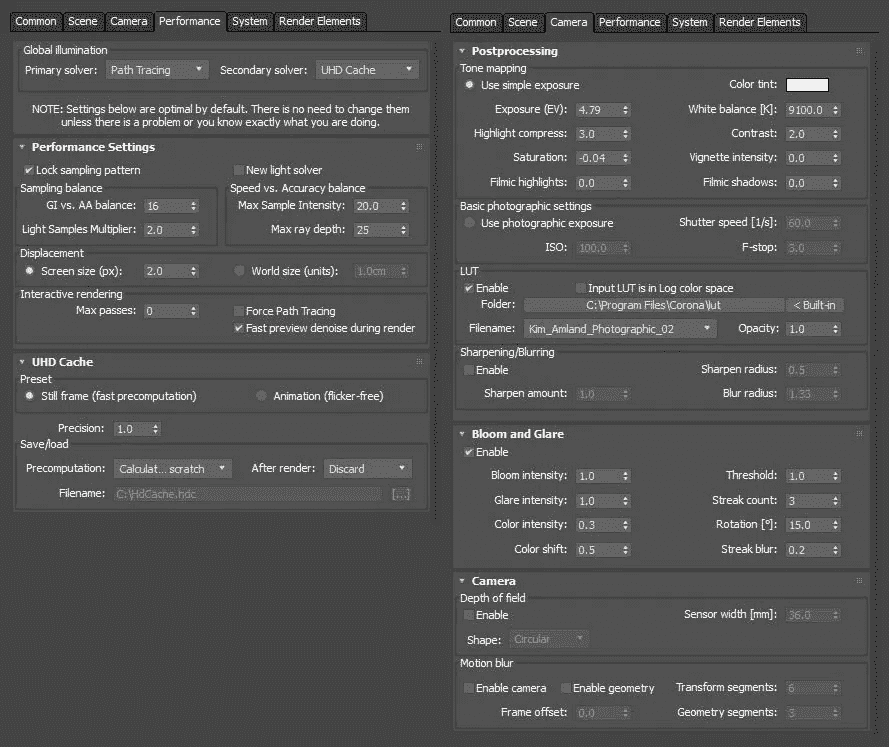 Common Scene Camera Performance System Render Elements
Global illumination
Primary solver: Path Tracing Secondary solver: UHD Cache
NOTE: Settings below are optimal by default. There is no need to change them
unless there is a problem or you know exactly what you are doing.
Performance Settings
Lock sampling pattern New light solver
Sampling balance Speed vs. Accuracy balance
GI vs. AA balance: 16 Max Sample Intensity: 20.0
Light Samples Multiplier: 2.0 Max ray depth: 25
Displacement
Screen size (px): 2.0 World size (units): 1.0cm
Interactive rendering
Max passes: 0 Force Path Tracing
Fast preview denoise during render
UHD Cache
Preset
Still frame (fast precomputation) Animation (flicker-free)
Precision: 1.0
Save/load
Precomputation: Calculat... scratch After render: Discard
Filename: C:\HdCache.hdc [...]
Common Scene Camera Performance System Render Elements
Postprocessing
Tone mapping
Use simple exposure Color tint:
Exposure (EV): 4.79 White balance [K]: 9100.0
Highlight compress: 3.0 Contrast: 2.0
Saturation: -0.04 Vignette intensity: 0.0
Filmic highlights: 0.0 Filmic shadows: 0.0
Basic photographic settings
Use photographic exposure Shutter speed [1/s]: 60.0
ISO: 100.0 F-stop: 3.0
LUT
Enable Input LUT is in Log color space
Folder: C:\Program Files\Corona\lut < Built-in
Filename: Kim_Amland_Photographic_02 Opacity: 1.0
Sharpening/Blurring
Enable Sharpen radius: 0.5
Sharpen amount: 1.0 Blur radius: 1.33
Bloom and Glare
Enable
Bloom intensity: 1.0 Threshold: 1.0
Glare intensity: 1.0 Streak count: 3
Color intensity: 0.3 Rotation [°]: 15.0
Color shift: 0.5 Streak blur: 0.2
Camera
Depth of field
Enable Sensor width [mm]: 36.0
Shape: Circular
Motion blur
Enable camera Enable geometry Transform segments: 6
Frame offset: 0.0 Geometry segments: 3